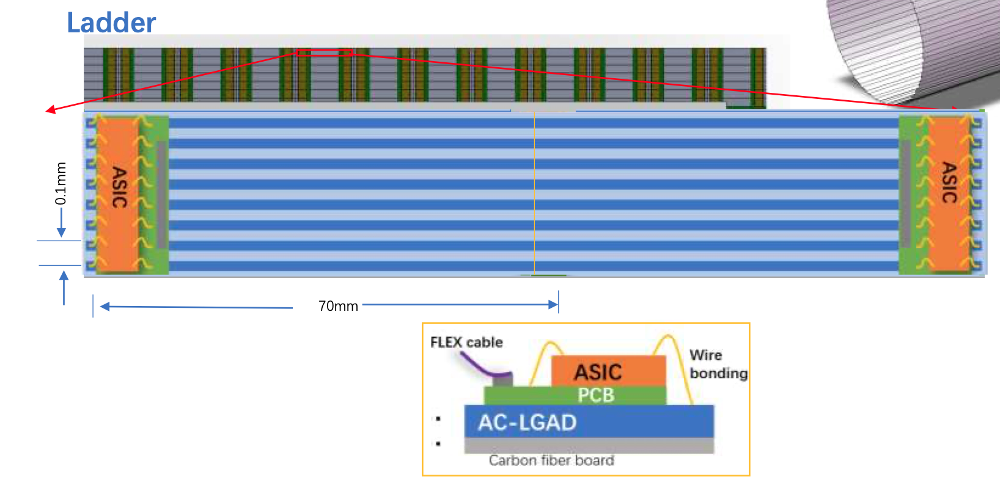 Ladder
ASIC
ASIC
0.1mm
70mm
FLEX cable
Wire
bonding
ASIC
PCB
AC-LGAD
Carbon fiber board